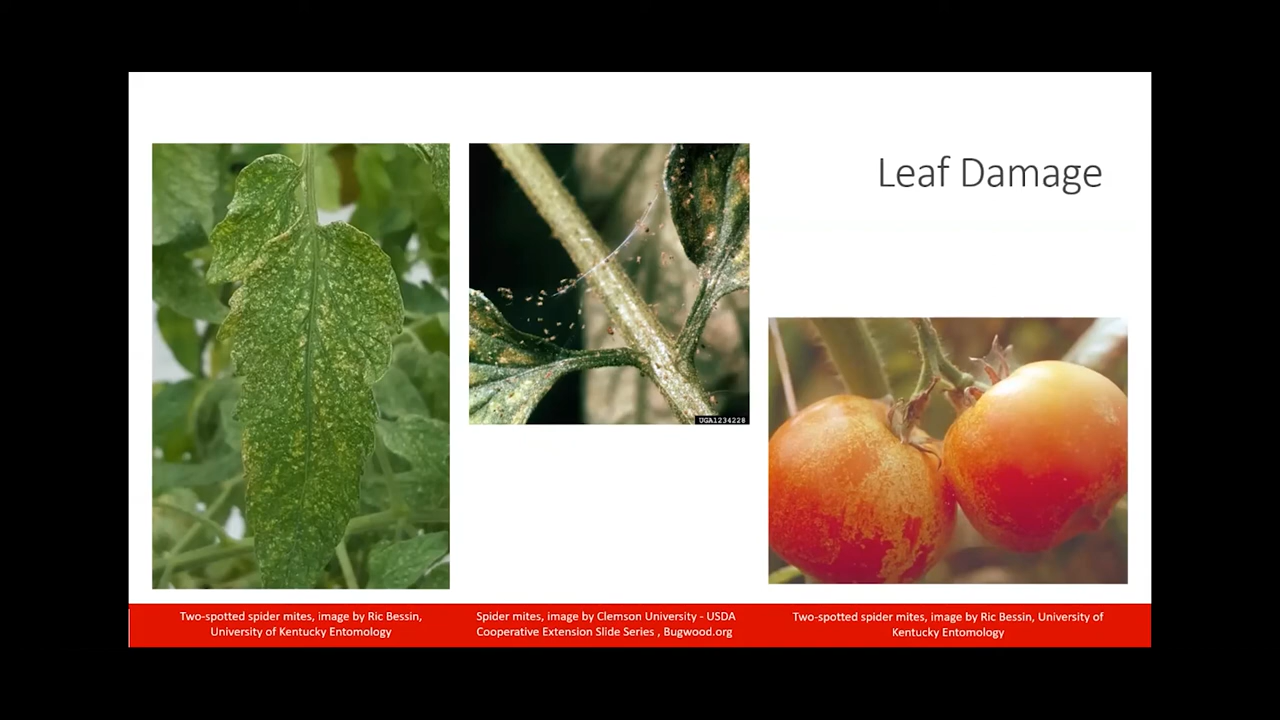 Leaf Damage
UGA1234228
Two-spotted spider mites, image by Ric Bessin,
University of Kentucky Entomology
Spider mites, image by Clemson University - USDA
Cooperative Extension Slide Series , Bugwood.org
Two-spotted spider mites, image by Ric Bessin, University of
Kentucky Entomology